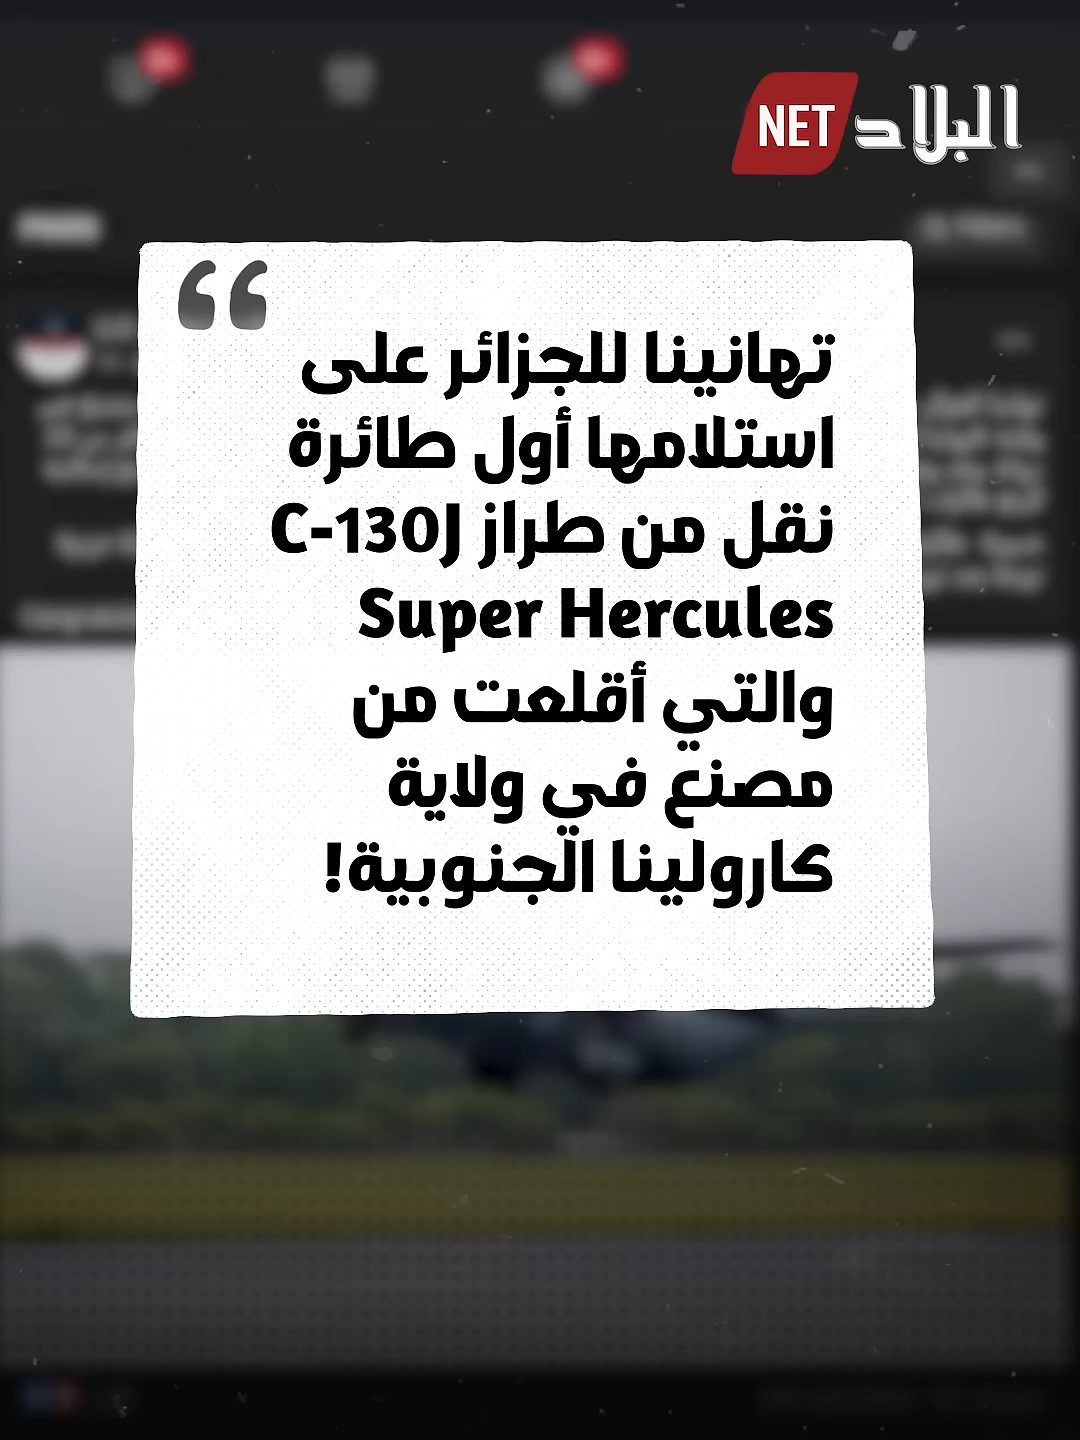 البلاد NET
تهانينا للجزائر على
استلامها أول طائرة
نقل من طراز C-130J
Super Hercules
والتي أقلعت من
مصنع في ولاية
كارولينا الجنوبية!